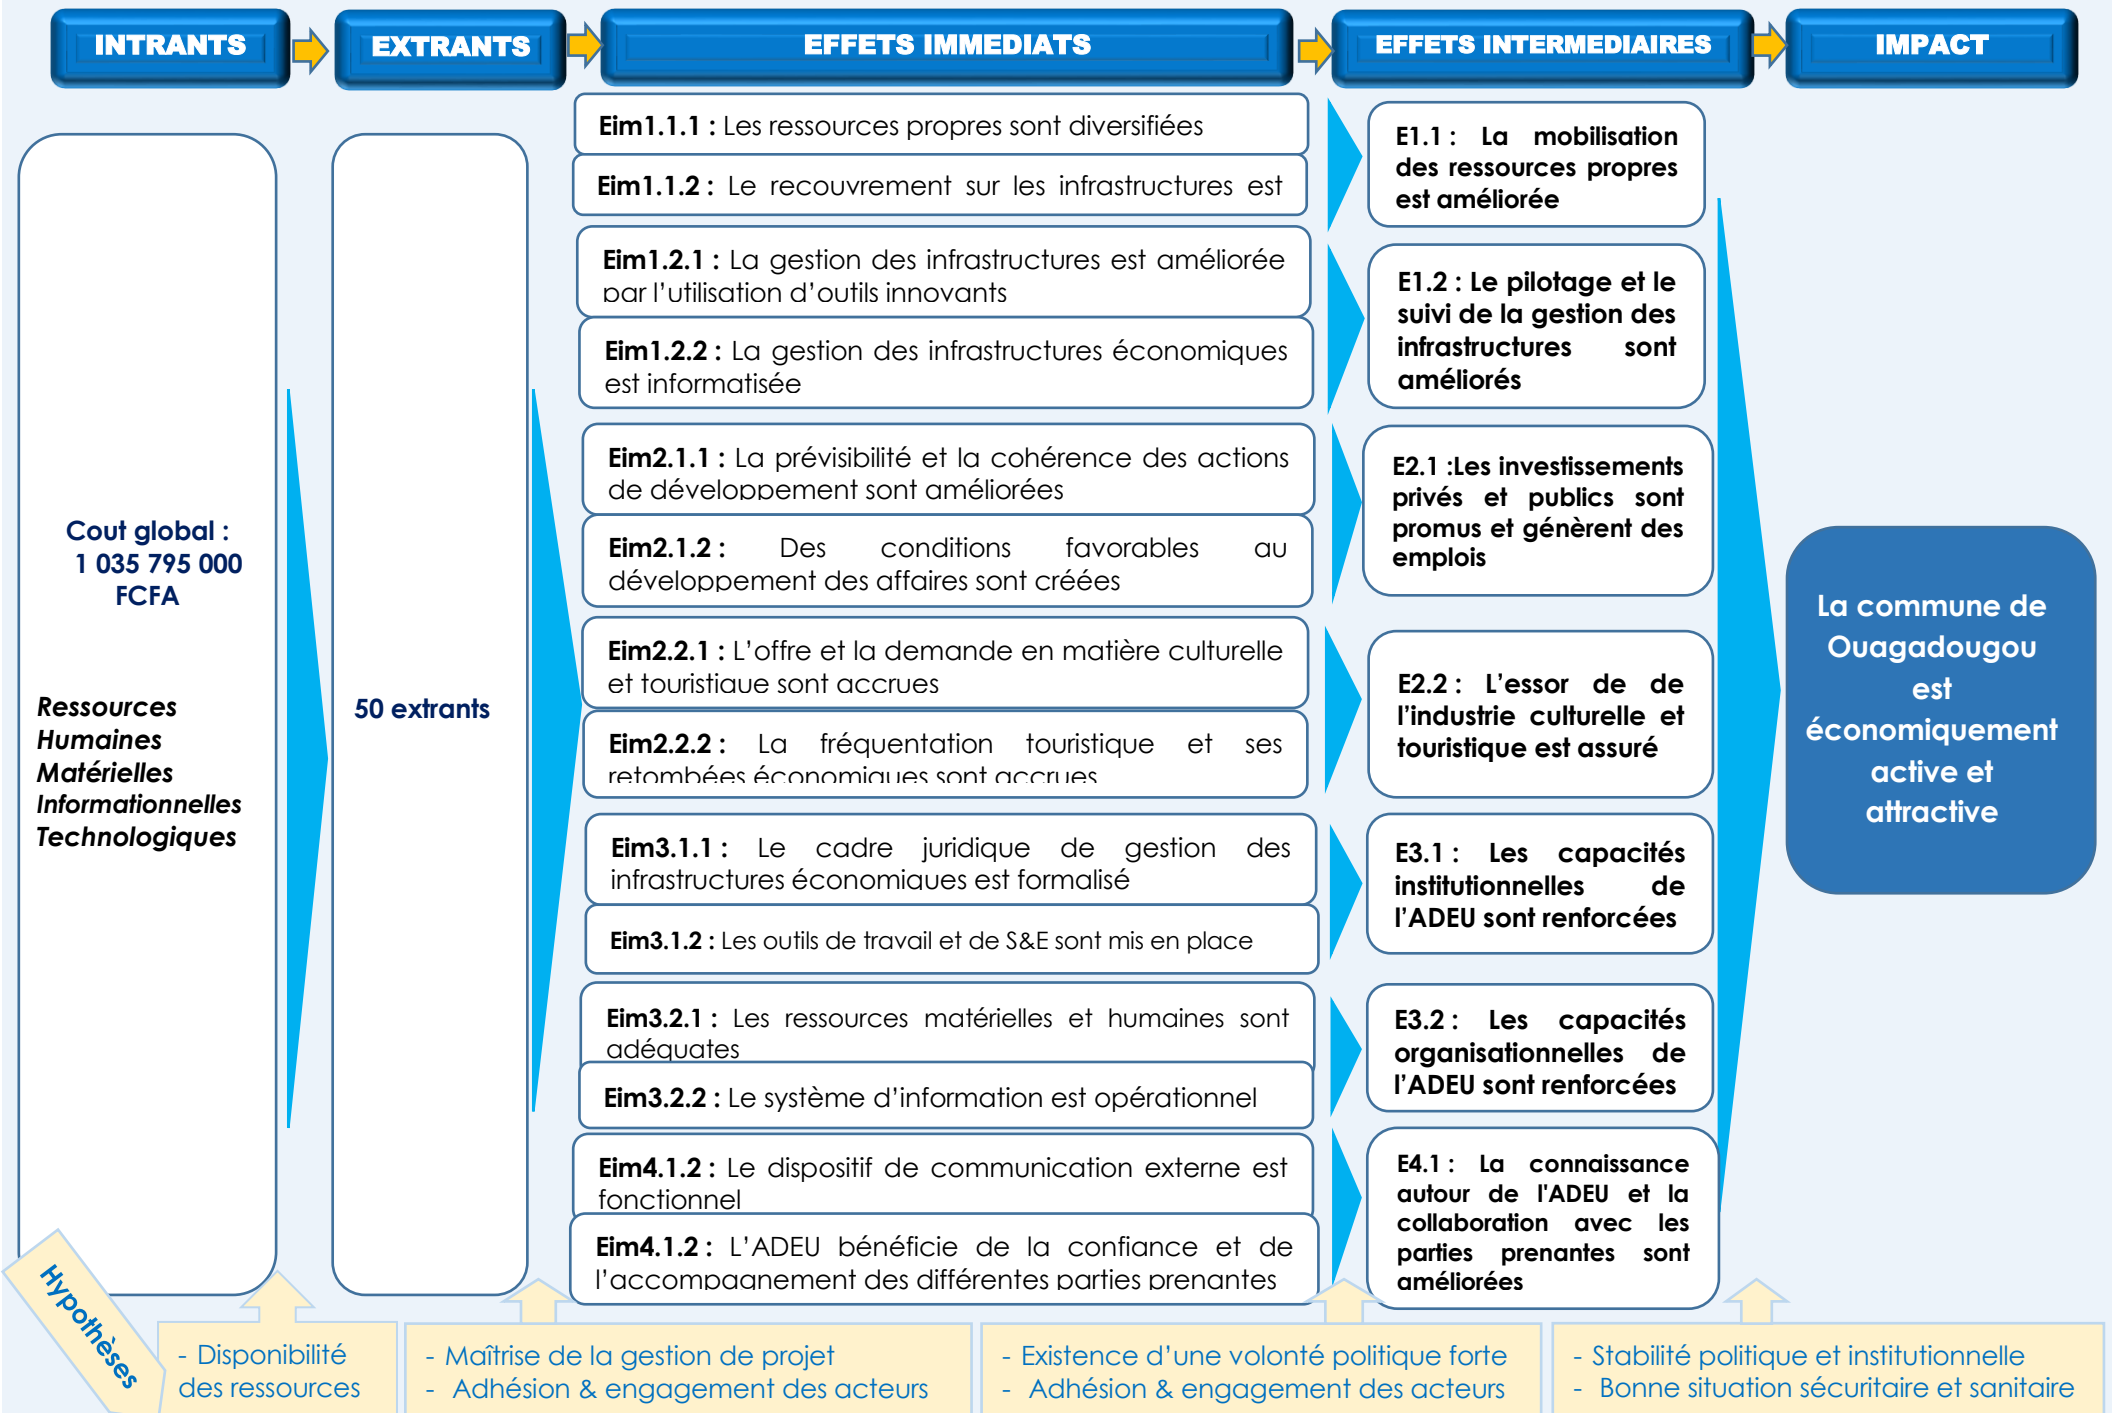 INTRANTS
EXTRANTS
EFFETS IMMEDIATS
EFFETS INTERMEDIAIRES
IMPACT
Cout global :
1 035 795 000
FCFA
Ressources
Humaines
Matérielles
Informationnelles
Technologiques
50 extrants
Eim1.1.1 : Les ressources propres sont diversifiées
Eim1.1.2 : Le recouvrement sur les infrastructures est
Eim1.2.1 : La gestion des infrastructures est améliorée
par l'utilisation d'outils innovants
Eim1.2.2 : La gestion des infrastructures économiques
est informatisée
Eim2.1.1 : La prévisibilité et la cohérence des actions
de développement sont améliorées
Eim2.1.2 : Des conditions favorables au
développement des affaires sont créées
Eim2.2.1 : L'offre et la demande en matière culturelle
et touristique sont accrues
Eim2.2.2 : La fréquentation touristique et ses
retombées économiques sont accrues
Eim3.1.1 : Le cadre juridique de gestion des
infrastructures économiques est formalisé
Eim3.1.2 : Les outils de travail et de S&E sont mis en place
Eim3.2.1 : Les ressources matérielles et humaines sont
adéquates
Eim3.2.2 : Le système d'information est opérationnel
Eim4.1.2 : Le dispositif de communication externe est
fonctionnel
Eim4.1.2 : L'ADEU bénéficie de la confiance et de
l'accompagnement des différentes parties prenantes
E1.1 : La mobilisation
des ressources propres
est améliorée
E1.2 : Le pilotage et le
suivi de la gestion des
infrastructures sont
améliorés
E2.1 :Les investissements
privés et publics sont
promus et génèrent des
emplois
E2.2 : L'essor de de
l'industrie culturelle et
touristique est assuré
E3.1 : Les capacités
institutionnelles de
l'ADEU sont renforcées
E3.2 : Les capacités
organisationnelles de
l'ADEU sont renforcées
E4.1 : La connaissance
autour de l'ADEU et la
collaboration avec les
parties prenantes sont
améliorées
La commune de
Ouagadougou
est
économiquement
active et
attractive
Hypothèses
- Disponibilité
des ressources
- Maîtrise de la gestion de projet
- Adhésion & engagement des acteurs
- Existence d'une volonté politique forte
- Adhésion & engagement des acteurs
- Stabilité politique et institutionnelle
- Bonne situation sécuritaire et sanitaire